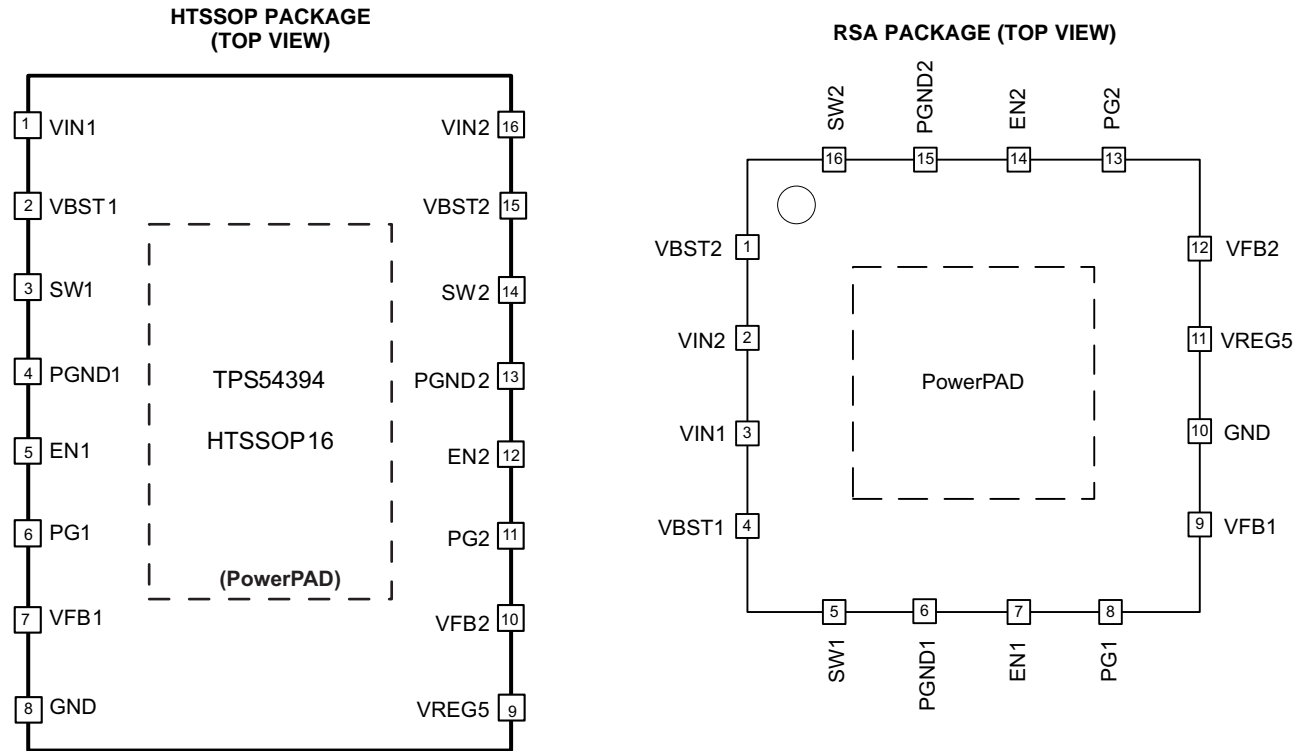 HTSSOP PACKAGE
(TOP VIEW)
1 VIN1
VIN2 16
2 VBST1
VBST2 15
3 SW1
SW2 14
4 PGND1
PGND2 13
5 EN1
EN2 12
6 PG1
PG2 11
7 VFB1
VFB2 10
8 GND
VREG5 9
TPS54394
HTSSOP16
(PowerPAD)
RSA PACKAGE (TOP VIEW)
SW2
PGND2
EN2
PG2
16
15
14
13
VBST2 1
VIN2 2
VIN1 3
VBST1 4
PowerPAD
12 VFB2
11 VREG5
10 GND
9 VFB1
5
6
7
8
SW1
PGND1
EN1
PG1